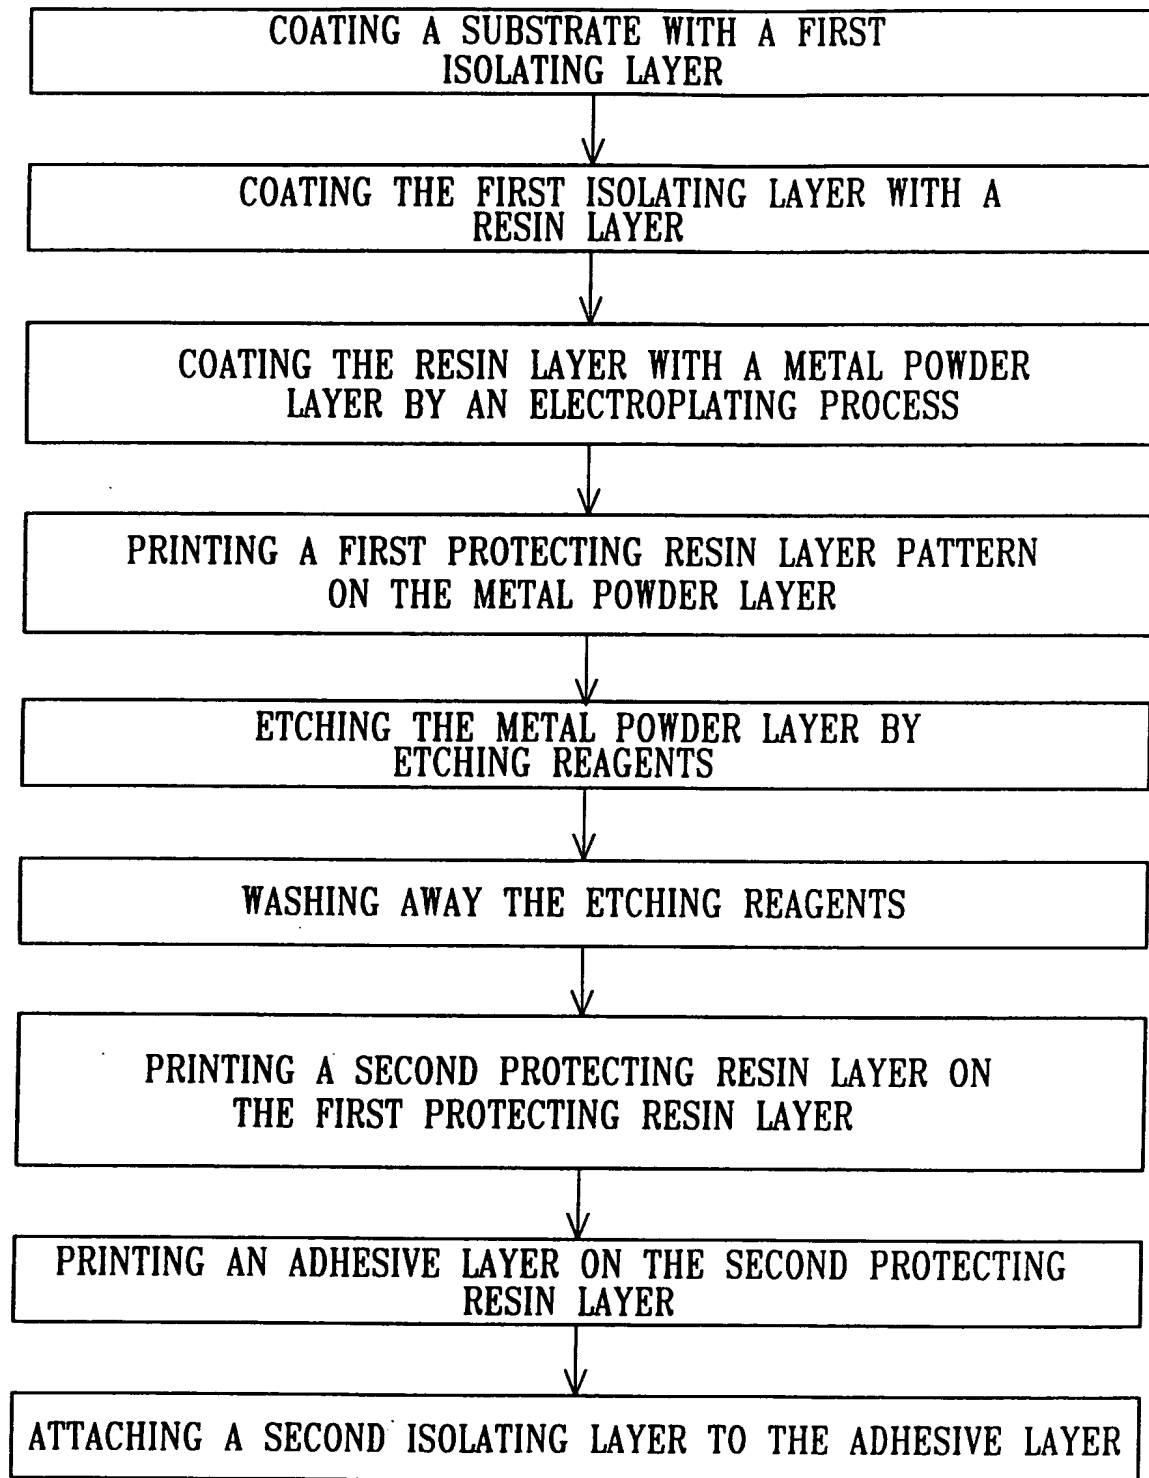 COATING A SUBSTRATE WITH A FIRST
ISOLATING LAYER
COATING THE FIRST ISOLATING LAYER WITH A
RESIN LAYER
COATING THE RESIN LAYER WITH A METAL POWDER
LAYER BY AN ELECTROPLATING PROCESS
PRINTING A FIRST PROTECTING RESIN LAYER PATTERN
ON THE METAL POWDER LAYER
ETCHING THE METAL POWDER LAYER BY
ETCHING REAGENTS
WASHING AWAY THE ETCHING REAGENTS
PRINTING A SECOND PROTECTING RESIN LAYER ON
THE FIRST PROTECTING RESIN LAYER
PRINTING AN ADHESIVE LAYER ON THE SECOND PROTECTING
RESIN LAYER
ATTACHING A SECOND ISOLATING LAYER TO THE ADHESIVE LAYER